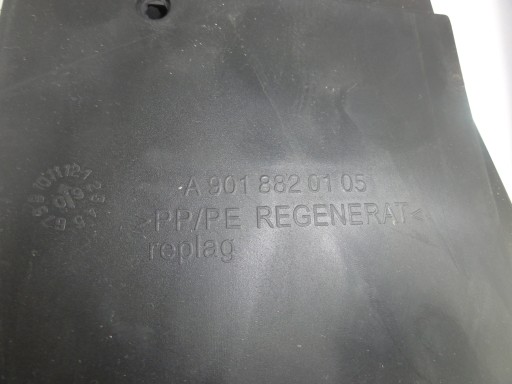 A 901 882 01 05
>PP/PE REGENERAT<
replag